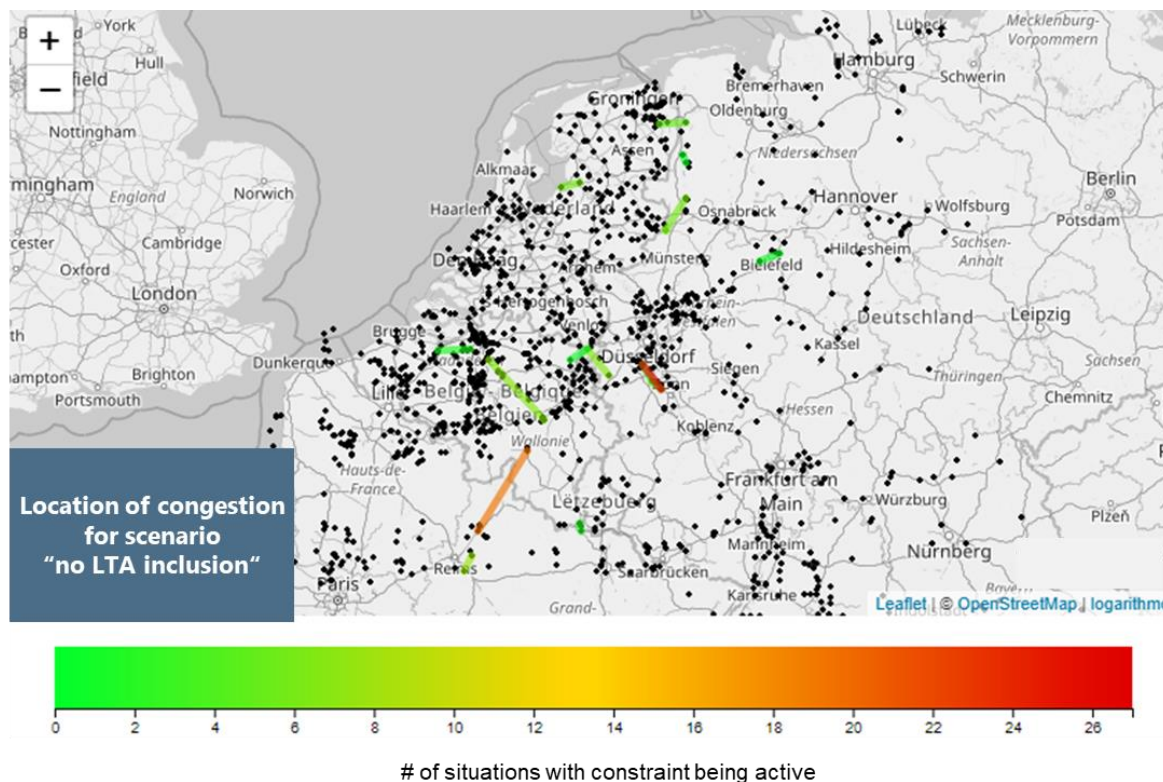 York
Lübeck
Mecklenburg-
Vorpommern
+
Hull
Hamburg
field
Schwerin
−
Bremerhaven
Groningen
Oldenburg
Nottingham
Assen
Niedersachsen
Alkmaar
Berlin
rmingham
England
Norwich
Hannover
Wolfsburg
Haarlem
derland
Osnabrück
Potsdam
cester
Cambridge
Hildesheim
Sachsen-
Anhalt
Münster
Bielefeld
Oxford
London
Deutschland
Leipzig
Brugge
Venlo
Kassel
Dunkerque
Düsseldorf
Sachsen
ampton
Brighton
Siegen
Thüringen
Portsmouth
Lille
België
Belgique
Chemnitz
Belgien
Hessen
Koblenz
Wallonie
Hauts-de-
France
Frankfurt am
Main
Lëtzebuerg
Würzburg
Plzeň
Location of congestion
for scenario
“no LTA inclusion“
Mannheim
Nürnberg
Reims
Saarbrücken
Paris
Karlsruhe
Grand-
Leaflet | © OpenStreetMap | logarithmo
0 2 4 6 8 10 12 14 16 18 20 22 24 26
# of situations with constraint being active